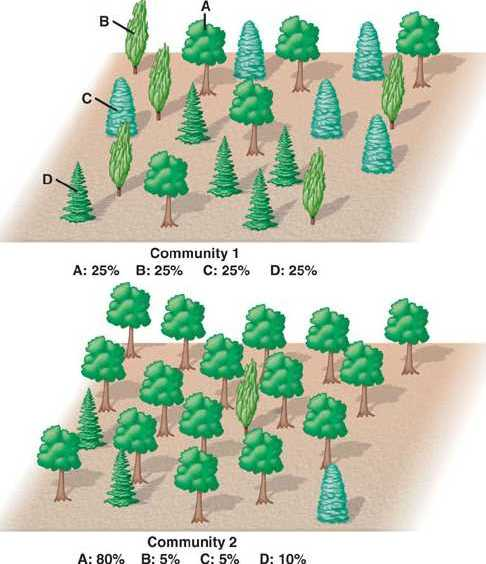 A
B
C
D
Community 1
A: 25% B: 25% C: 25% D: 25%
Community 2
A: 80% B: 5% C: 5% D: 10%